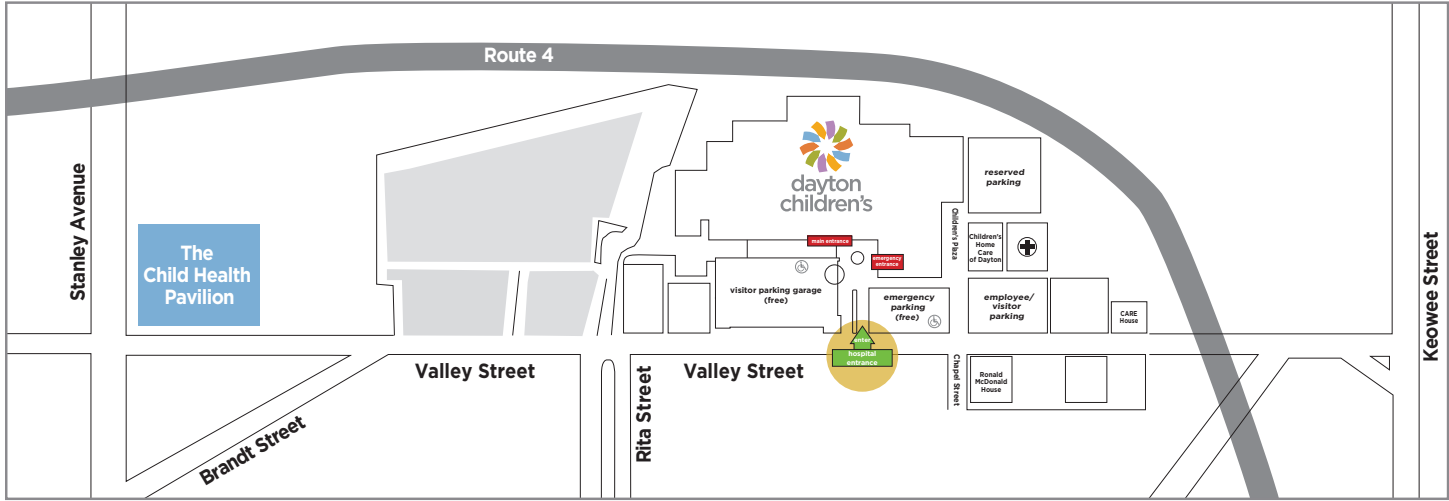 Route 4
Stanley Avenue
The
Child Health
Pavilion
dayton
children's
main entrance
emergency
entrance
Children's Plaza
reserved
parking
Children's
Home
Care
of Dayton
visitor parking garage
(free)
emergency
parking
(free)
employee/
visitor
parking
CARE
House
Keowee Street
enter
hospital
entrance
Valley Street
Valley Street
Brandt Street
Rita Street
Chapel Street
Ronald
McDonald
House